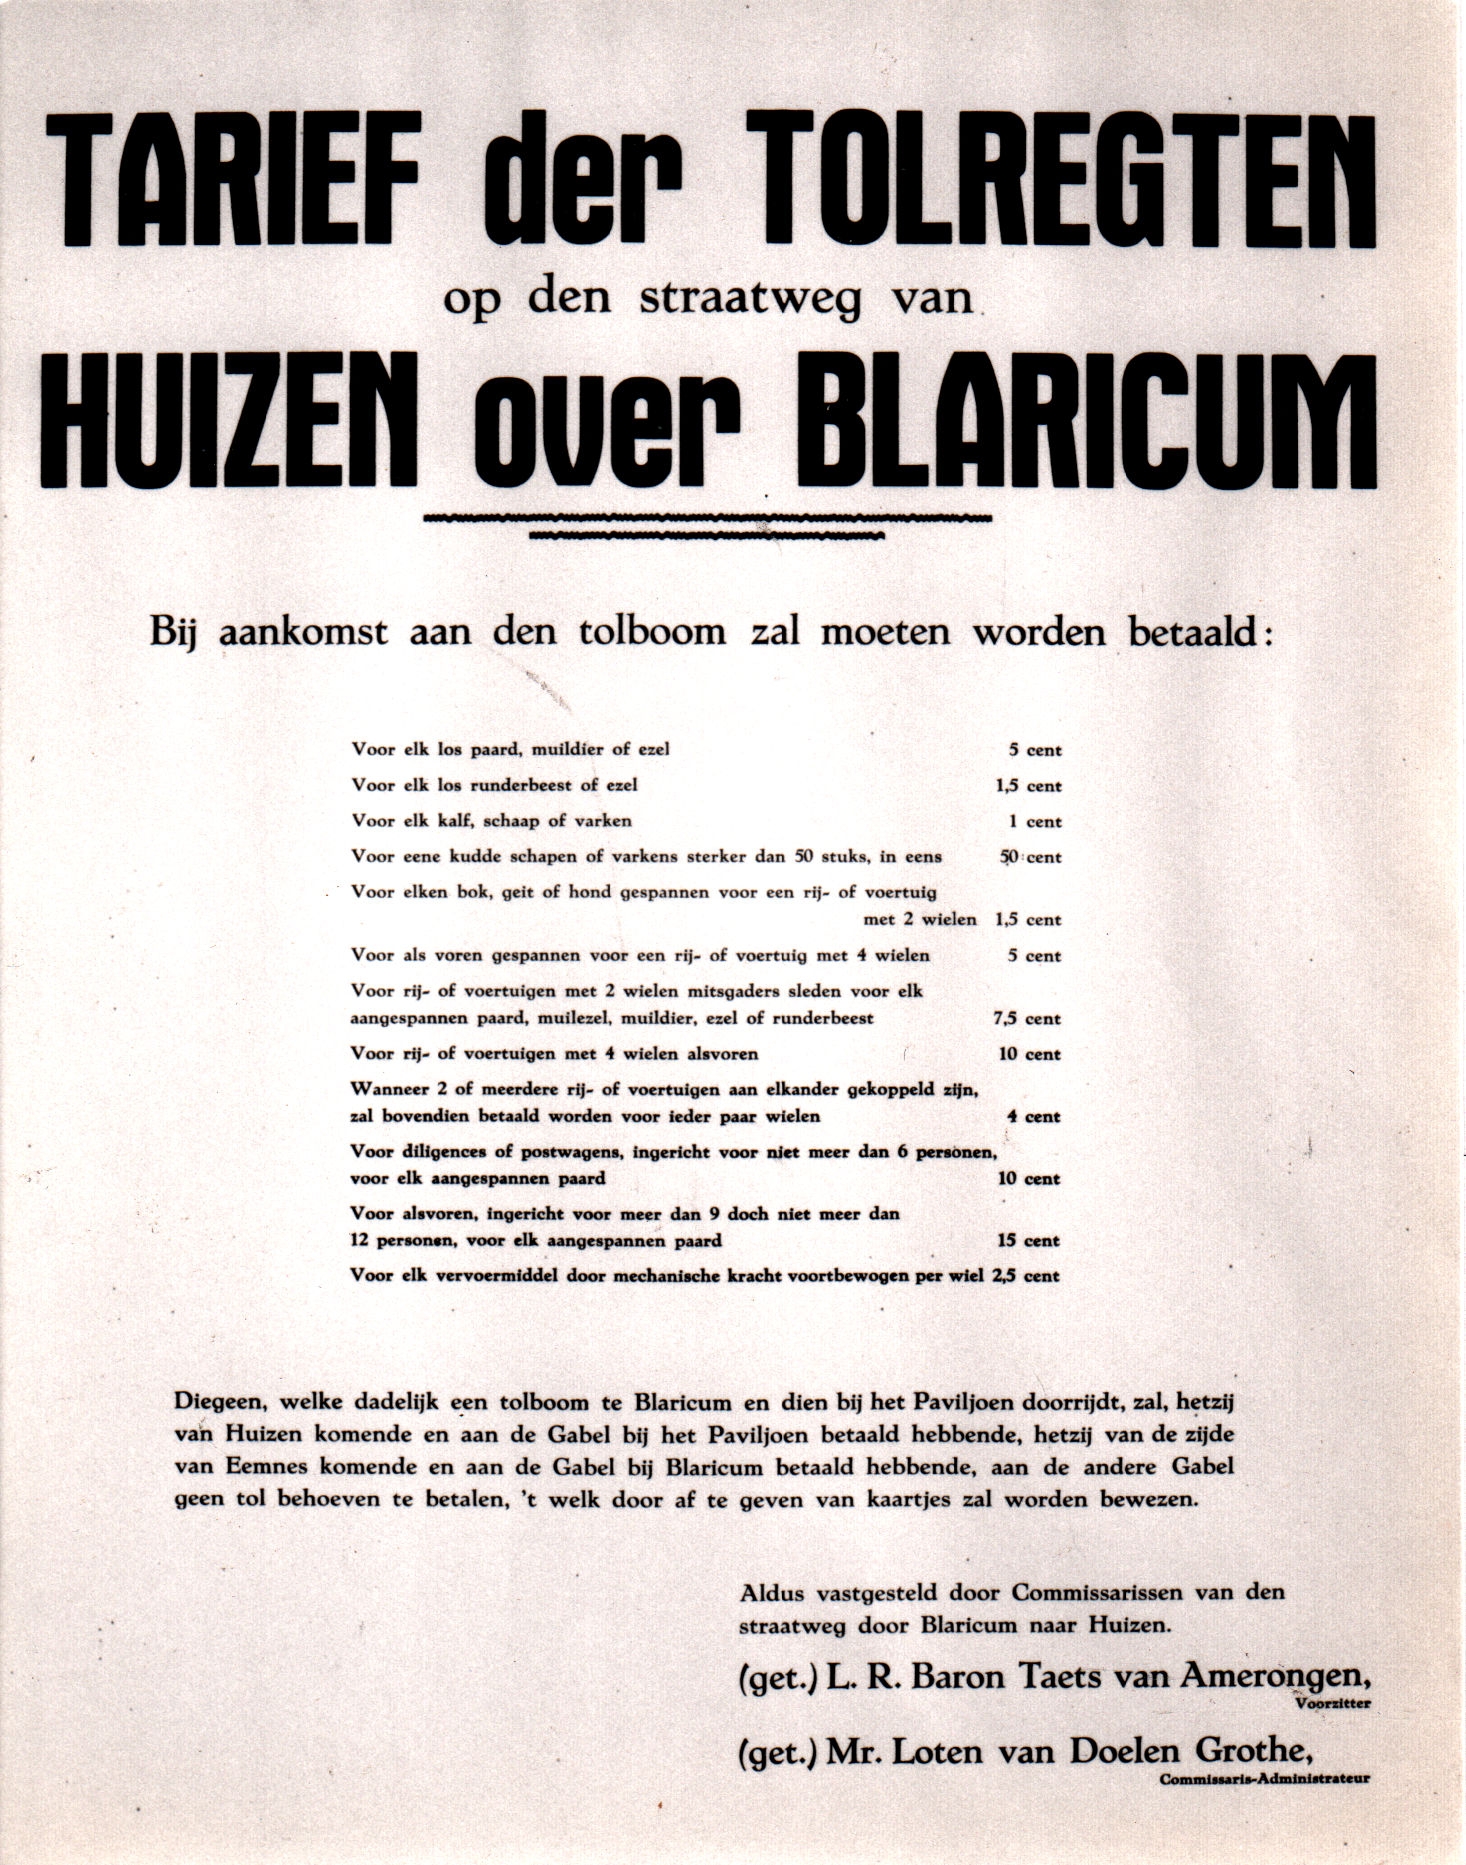 TARIEF der TOLREGTEN
op den straatweg van
HUIZEN over BLARICUM
Bij aankomst aan den tolboom zal moeten worden betaald:
Voor elk los paard, muildier of ezel 5 cent
Voor elk los runderbeest of ezel 1,5 cent
Voor elk kalf, schaap of varken 1 cent
Voor eene kudde schapen of varkens sterker dan 50 stuks, in eens 50 cent
Voor elken bok, geit of hond gespannen voor een rij- of voertuig
met 2 wielen 1,5 cent
Voor als voren gespannen voor een rij- of voertuig met 4 wielen 5 cent
Voor rij- of voertuigen met 2 wielen mitsgaders sleden voor elk
aangespannen paard, muilezel, muildier, ezel of runderbeest 7,5 cent
Voor rij- of voertuigen met 4 wielen alsvoren 10 cent
Wanneer 2 of meerdere rij- of voertuigen aan elkander gekoppeld zijn,
zal bovendien betaald worden voor ieder paar wielen 4 cent
Voor diligences of postwagens, ingericht voor niet meer dan 6 personen,
voor elk aangespannen paard 10 cent
Voor alsvoren, ingericht voor meer dan 9 doch niet meer dan
12 personen, voor elk aangespannen paard 15 cent
Voor elk vervoermiddel door mechanische kracht voortbewogen per wiel 2,5 cent
Diegeen, welke dadelijk een tolboom te Blaricum en dien bij het Paviljoen doorrijdt, zal, hetzij
van Huizen komende en aan de Gabel bij het Paviljoen betaald hebbende, hetzij van de zijde
van Eemnes komende en aan de Gabel bij Blaricum betaald hebbende, aan de andere Gabel
geen tol behoeven te betalen, 't welk door af te geven van kaartjes zal worden bewezen.
Aldus vastgesteld door Commissarissen van den
straatweg door Blaricum naar Huizen.
(get.) L. R. Baron Taets van Amerongen,
Voorzitter
(get.) Mr. Loten van Doelen Grothe,
Commissaris-Administrateur